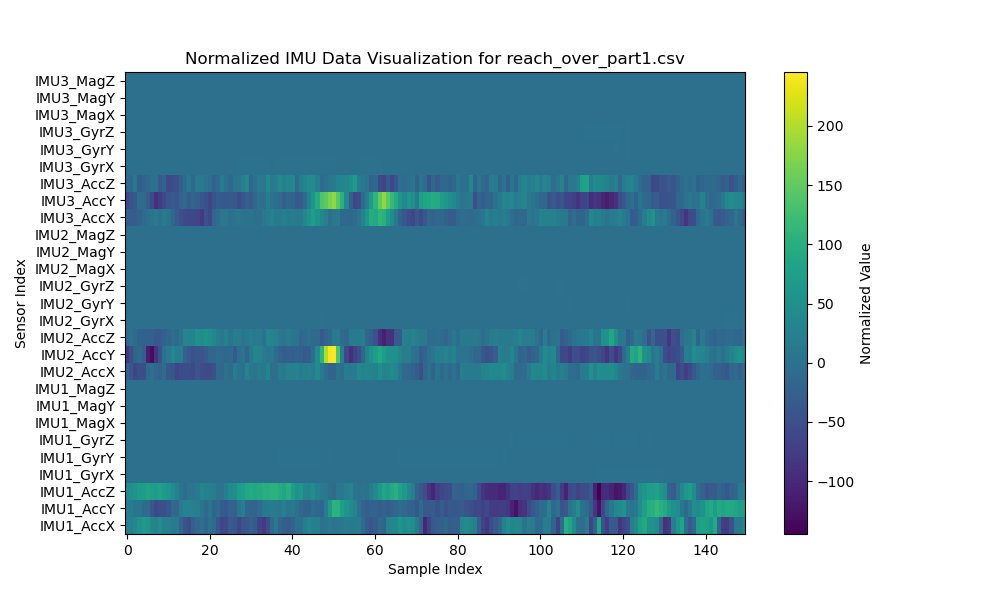 Normalized IMU Data Visualization for reach_over_part1.csv
IMU3_MagZ
IMU3_MagY
IMU3_MagX
IMU3_GyrZ
IMU3_GyrY
IMU3_GyrX
IMU3_AccZ
IMU3_AccY
IMU3_AccX
IMU2_MagZ
IMU2_MagY
IMU2_MagX
IMU2_GyrZ
IMU2_GyrY
IMU2_GyrX
IMU2_AccZ
IMU2_AccY
IMU2_AccX
IMU1_MagZ
IMU1_MagY
IMU1_MagX
IMU1_GyrZ
IMU1_GyrY
IMU1_GyrX
IMU1_AccZ
IMU1_AccY
IMU1_AccX
Sensor Index
0 20 40 60 80 100 120 140
Sample Index
200
150
100
50
0
−50
−100
Normalized Value